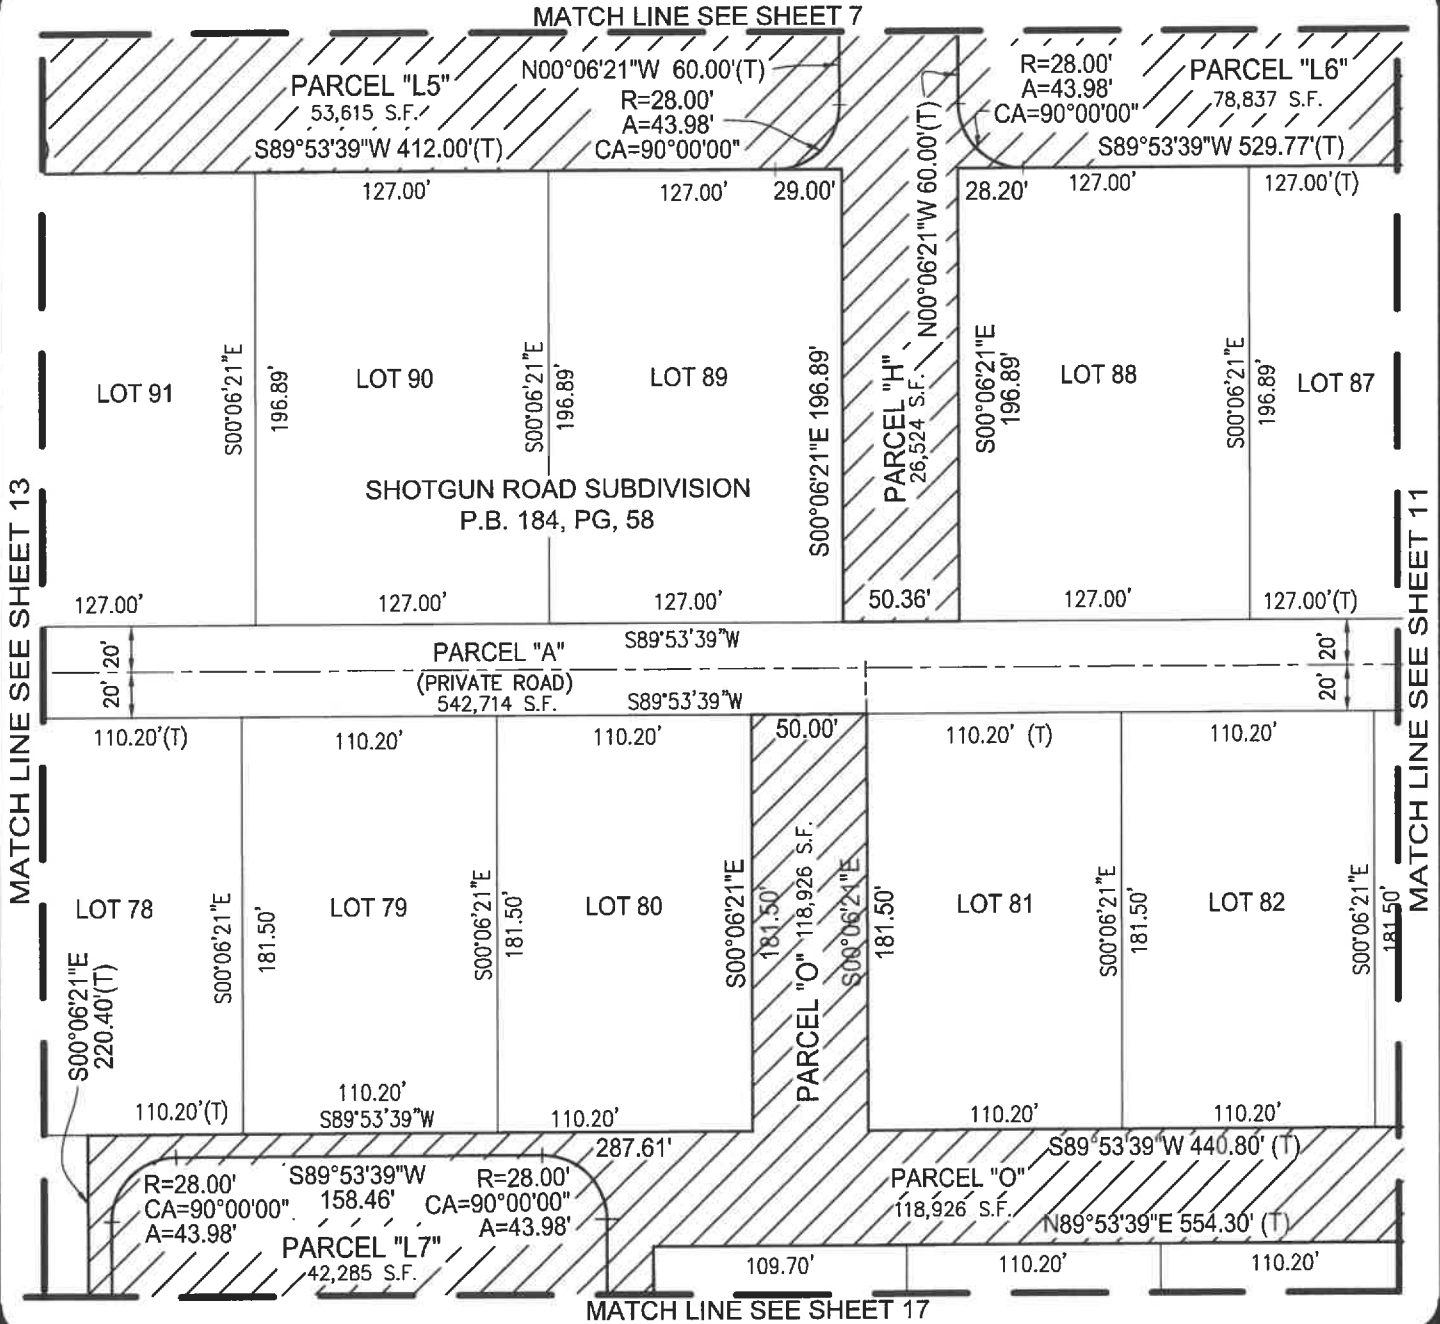 MATCH LINE SEE SHEET 7
PARCEL "L5"
53,615 S.F.
S89°53'39"W 412.00'(T)
N00°06'21"W 60.00'(T)
R=28.00'
A=43.98'
CA=90°00'00"
N00°06'21"W 60.00'(T)
R=28.00'
A=43.98'
CA=90°00'00"
PARCEL "L6"
78,837 S.F.
S89°53'39"W 529.77'(T)
127.00'
127.00'
29.00'
28.20'
127.00'
127.00'(T)
LOT 91
S00°06'21"E
196.89'
LOT 90
S00°06'21"E
196.89'
LOT 89
S00°06'21"E 196.89'
PARCEL "H"
26,524 S.F.
S00°06'21"E
196.89'
LOT 88
S00°06'21"E
196.89'
LOT 87
SHOTGUN ROAD SUBDIVISION
P.B. 184, PG, 58
127.00'
127.00'
127.00'
50.36'
127.00'
127.00'(T)
MATCH LINE SEE SHEET 13
MATCH LINE SEE SHEET 11
20'
20'
PARCEL "A"
(PRIVATE ROAD)
542,714 S.F.
S89°53'39"W
S89°53'39"W
20'
20'
110.20'(T)
110.20'
110.20'
50.00'
110.20' (T)
110.20'
LOT 78
S00°06'21"E
181.50'
LOT 79
S00°06'21"E
181.50'
LOT 80
S00°06'21"E
181.50'
PARCEL "O" 118,926 S.F.
S00°06'21"E
181.50'
LOT 81
S00°06'21"E
181.50'
LOT 82
S00°06'21"E
181.50'
S00°06'21"E
220.40'(T)
110.20'(T)
110.20'
S89°53'39"W
110.20'
110.20'
110.20'
287.61'
S89°53'39"W 440.80' (T)
R=28.00'
CA=90°00'00"
A=43.98'
S89°53'39"W
158.46'
R=28.00'
CA=90°00'00"
A=43.98'
PARCEL "L7"
42,285 S.F.
PARCEL "O"
118,926 S.F.
N89°53'39"E 554.30' (T)
109.70'
110.20'
110.20'
MATCH LINE SEE SHEET 17